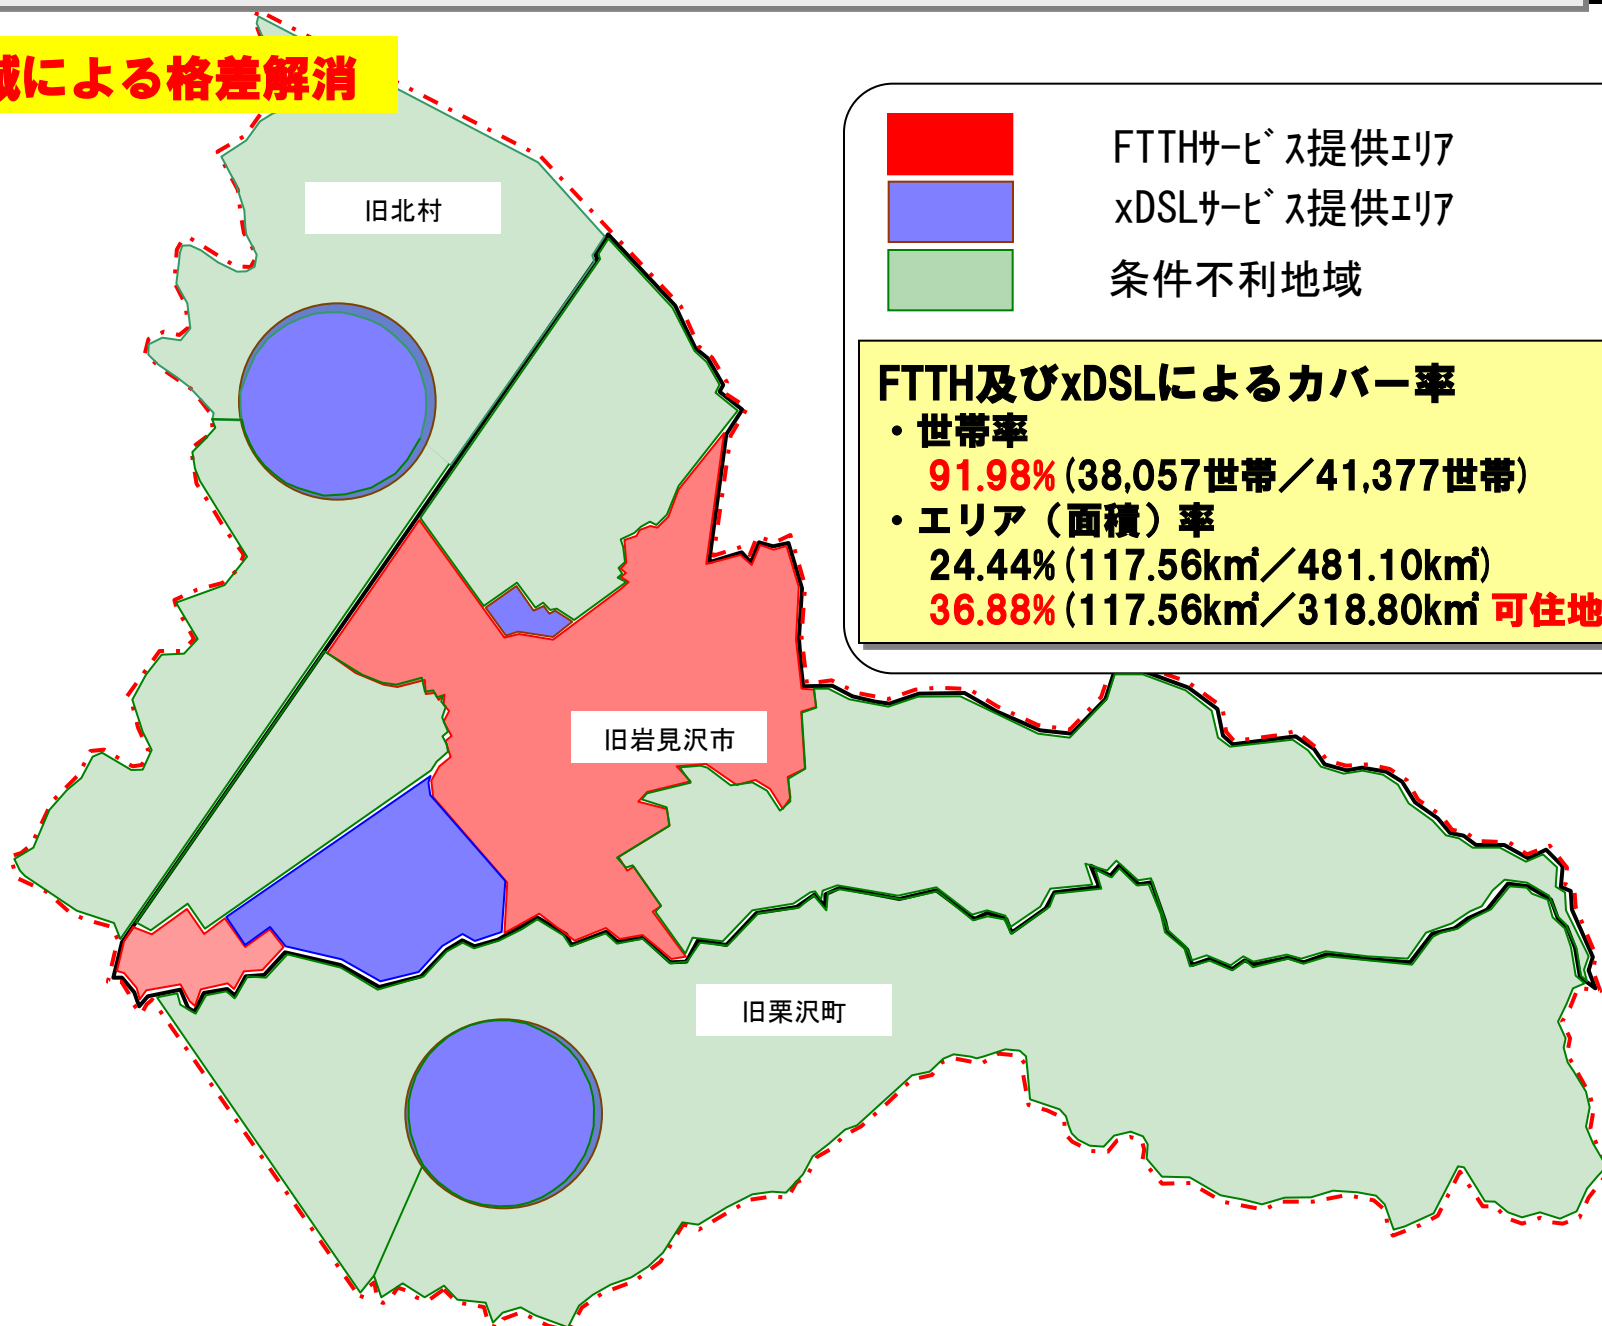 域による格差解消
FTTHサービス提供エリア
xDSLサービス提供エリア
条件不利地域
旧北村
FTTH及びxDSLによるカバー率
・世帯率
91.98%(38,057世帯／41,377世帯)
・エリア（面積）率
24.44%(117.56k㎡／481.10k㎡)
36.88%(117.56k㎡／318.80k㎡ 可住地
旧岩見沢市
旧栗沢町